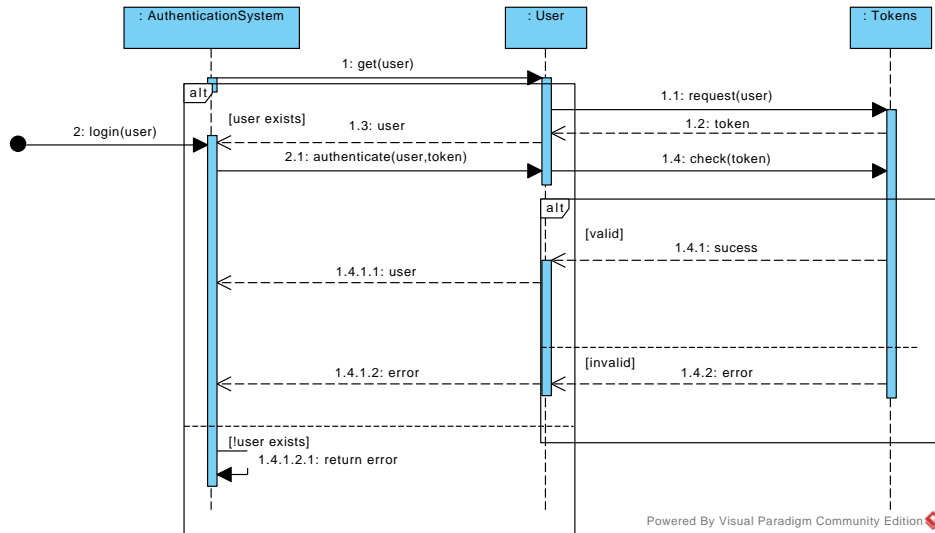 : AuthenticationSystem
: User
: Tokens
1: get(user)
alt
1.1: request(user)
[user exists]
1.3: user
1.2: token
2: login(user)
2.1: authenticate(user,token)
1.4: check(token)
alt
[valid]
1.4.1: sucess
1.4.1.1: user
[invalid]
1.4.1.2: error
1.4.2: error
[!user exists]
1.4.1.2.1: return error
Powered By Visual Paradigm Community Edition